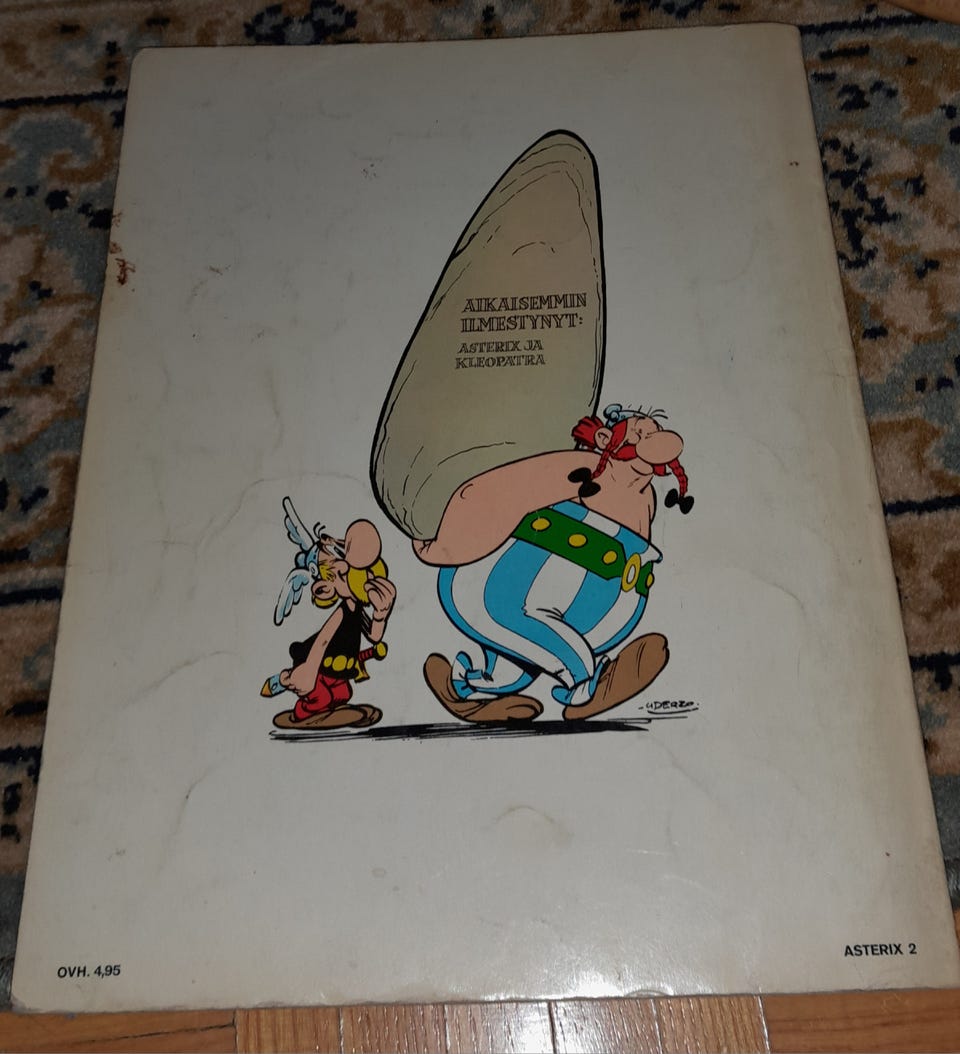 AIKAISEMMIN
ILMESTYNYT:
ASTERIX JA
KLEOPATRA
-UDERZO-
OVH. 4,95
ASTERIX 2